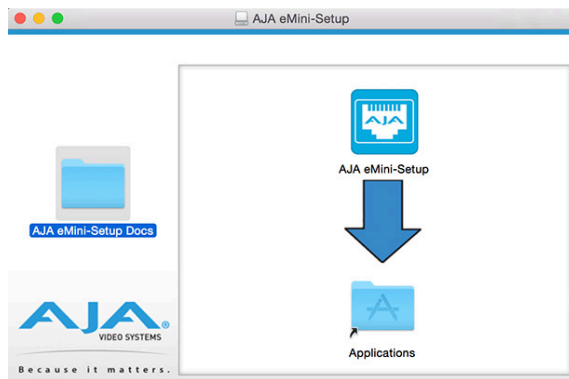 AJA eMini-Setup
AJA
AJA eMini-Setup
AJA eMini-Setup Docs
Applications
AJA®
VIDEO SYSTEMS
Because it matters.